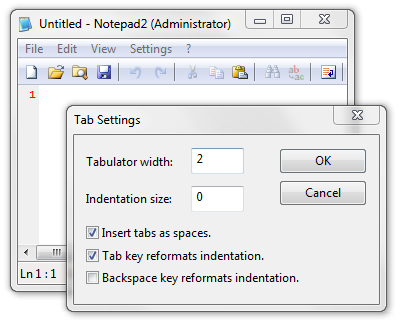 Untitled - Notepad2 (Administrator)
File Edit View Settings ?
1
Tab Settings
Tabulator width: 2 OK
Indentation size: 0 Cancel
Insert tabs as spaces.
Tab key reformats indentation.
Backspace key reformats indentation.
Ln 1 : 1